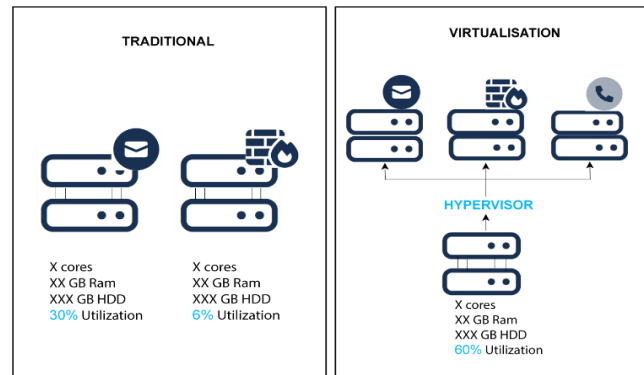 TRADITIONAL
X cores
XX GB Ram
XXX GB HDD
30% Utilization
X cores
XX GB Ram
XXX GB HDD
6% Utilization
VIRTUALISATION
HYPERVISOR
X cores
XX GB Ram
XXX GB HDD
60% Utilization